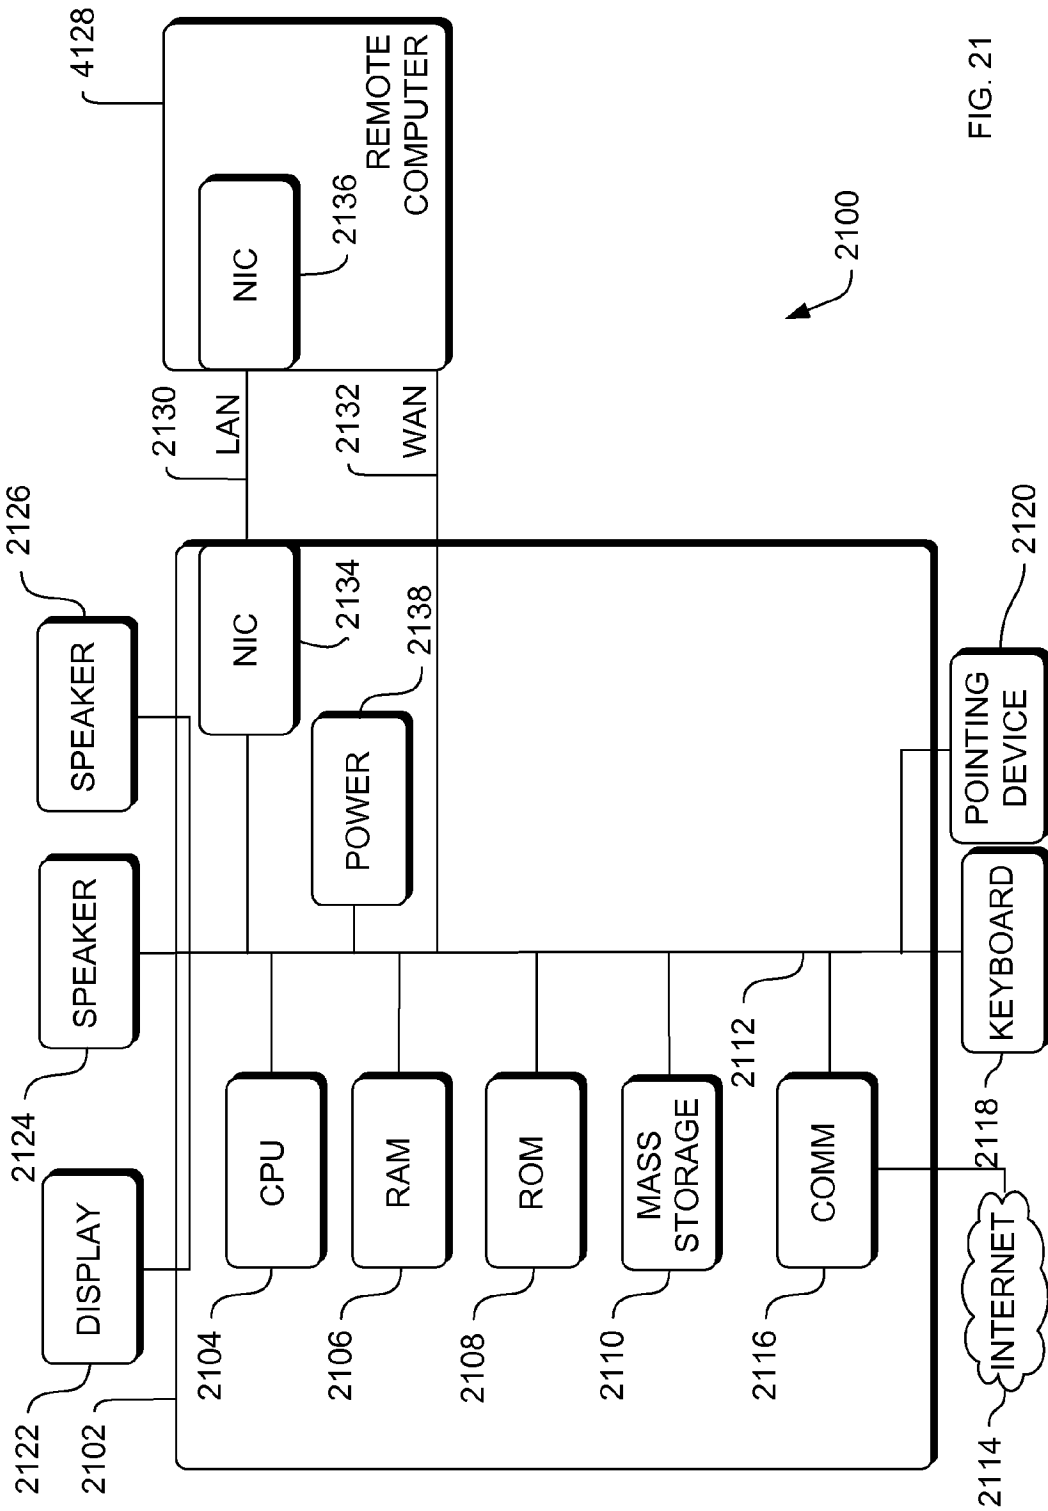 2122
DISPLAY
2124
SPEAKER
SPEAKER
2126
2102
2104
CPU
NIC
2134
2130
LAN
NIC
2136
4128
REMOTE
COMPUTER
2106
RAM
POWER
2138
2132
WAN
2108
ROM
2110
MASS
STORAGE
2112
2116
COMM
2100
2114
INTERNET
2118
KEYBOARD
POINTING
DEVICE
2120
FIG. 21